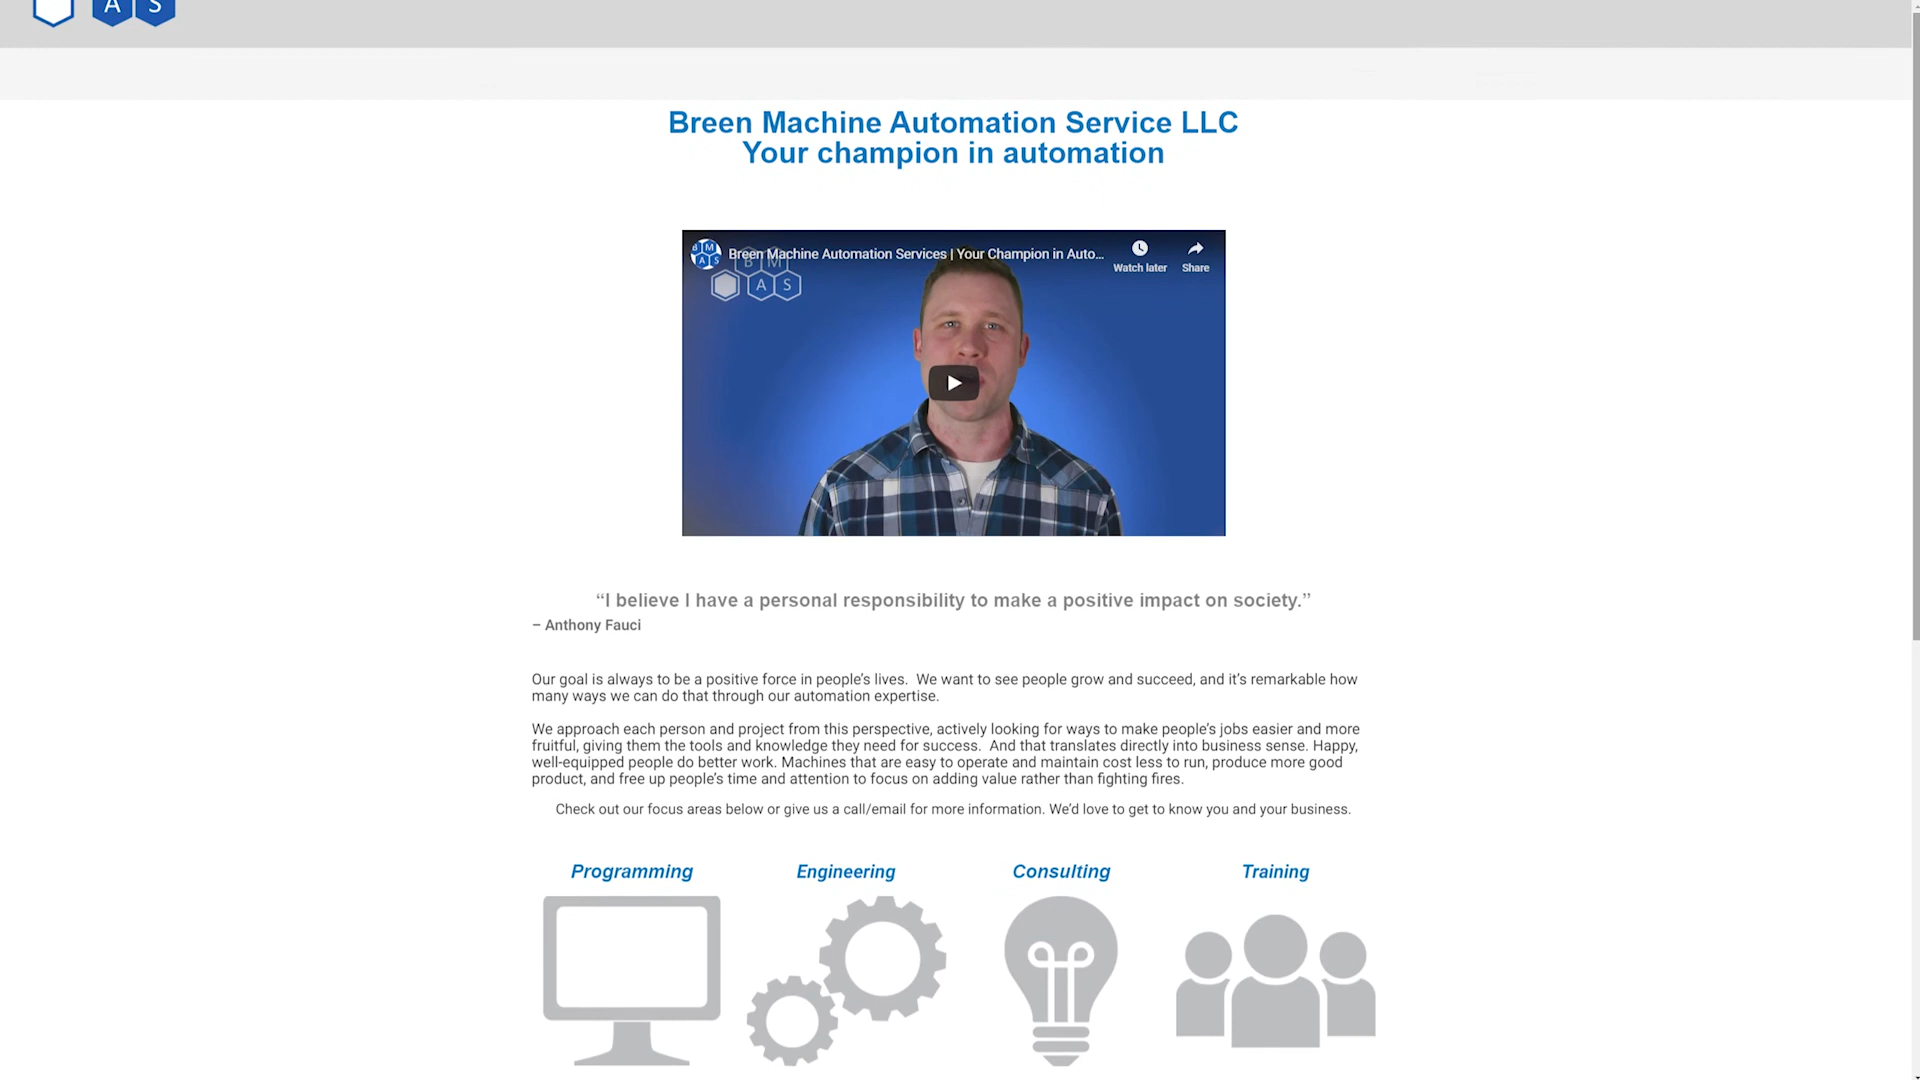 A S
Breen Machine Automation Service LLC
Your champion in automation
B M
A S
Breen Machine Automation Services | Your Champion in Auto...
Watch later
Share
B M
A S
“I believe I have a personal responsibility to make a positive impact on society.”
– Anthony Fauci
Our goal is always to be a positive force in people’s lives.  We want to see people grow and succeed, and it’s remarkable how
many ways we can do that through our automation expertise.
We approach each person and project from this perspective, actively looking for ways to make people’s jobs easier and more
fruitful, giving them the tools and knowledge they need for success.  And that translates directly into business sense. Happy,
well-equipped people do better work. Machines that are easy to operate and maintain cost less to run, produce more good
product, and free up people’s time and attention to focus on adding value rather than fighting fires.
Check out our focus areas below or give us a call/email for more information. We’d love to get to know you and your business.
Programming
Engineering
Consulting
Training